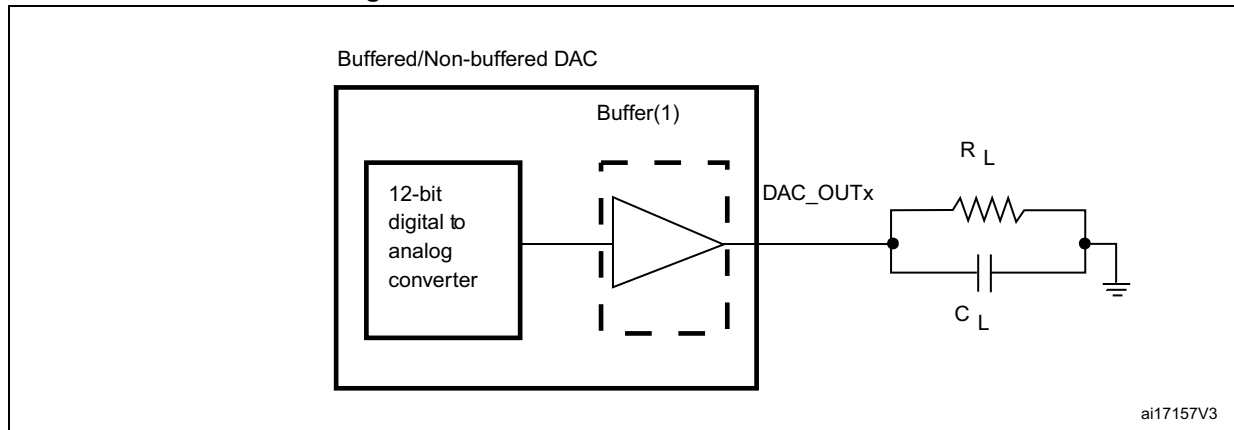 Buffered/Non-buffered DAC
Buffer(1)
12-bit
digital to
analog
converter
DAC_OUTx
R L
C L
ai17157V3